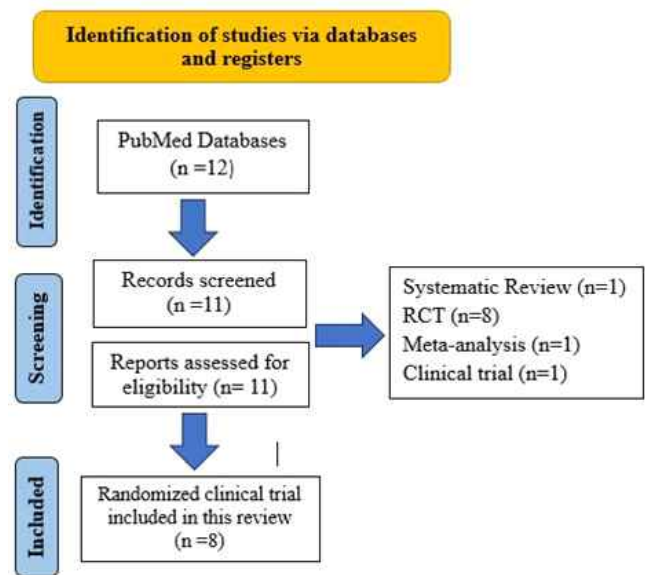 Identification of studies via databases
and registers
Identification
PubMed Databases
(n =12)
Screening
Records screened
(n =11)
Reports assessed for
eligibility (n= 11)
Systematic Review (n=1)
RCT (n=8)
Meta-analysis (n=1)
Clinical trial (n=1)
Included
Randomized clinical trial
included in this review
(n =8)